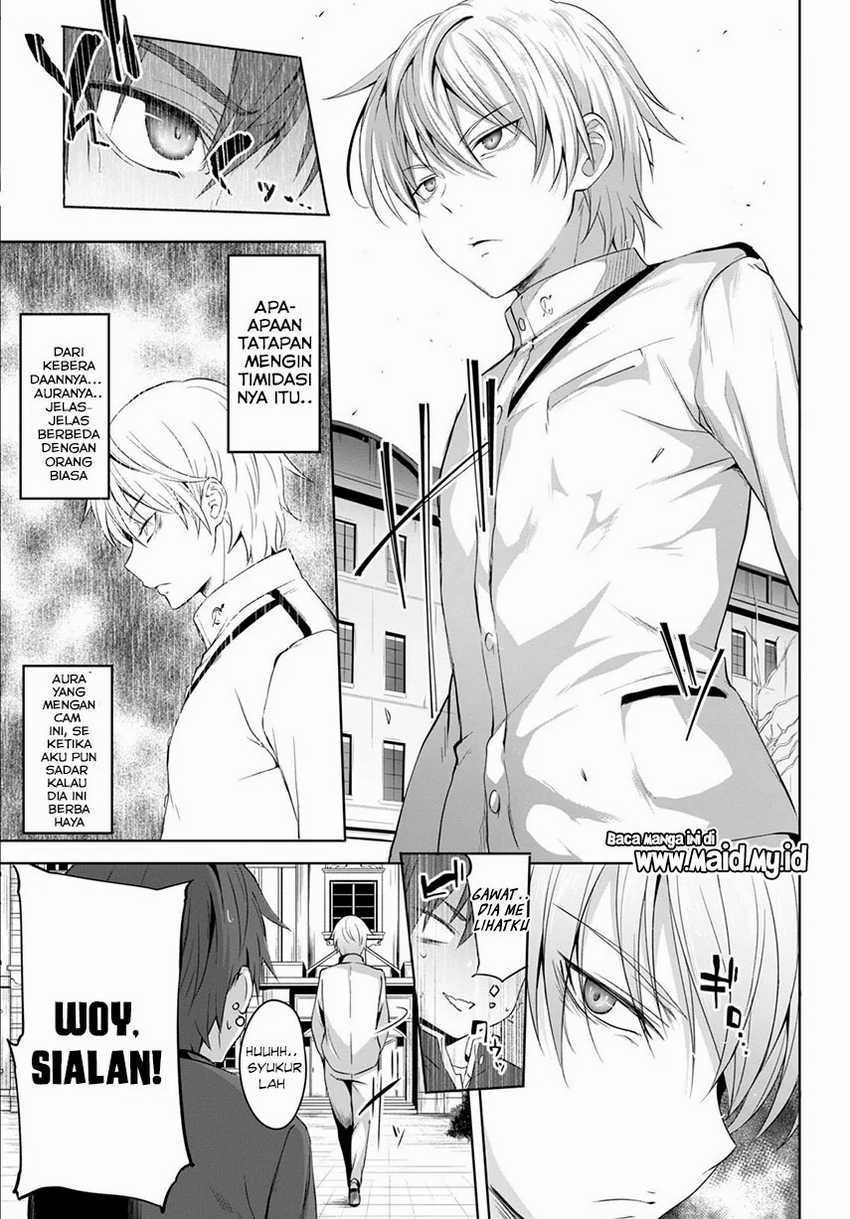 APA-
APAAN
TATAPAN
MENGIN
TIMIDASI
NYA ITU..
DARI
KEBERA
DAANNYA...
AURANYA..
JELAS-
JELAS
BERBEDA
DENGAN
ORANG
BIASA
AURA
YANG
MENGAN
CAM
INI, SE
KETIKA
AKU PUN
SADAR
KALAU
DIA INI
BERBA
HAYA
Baca Manga ini di
www.Maid.My.id
GAWAT..
DIA ME
LIHATKU
HUUHH..
SYUKUR
LAH
WOY,
SIALAN!